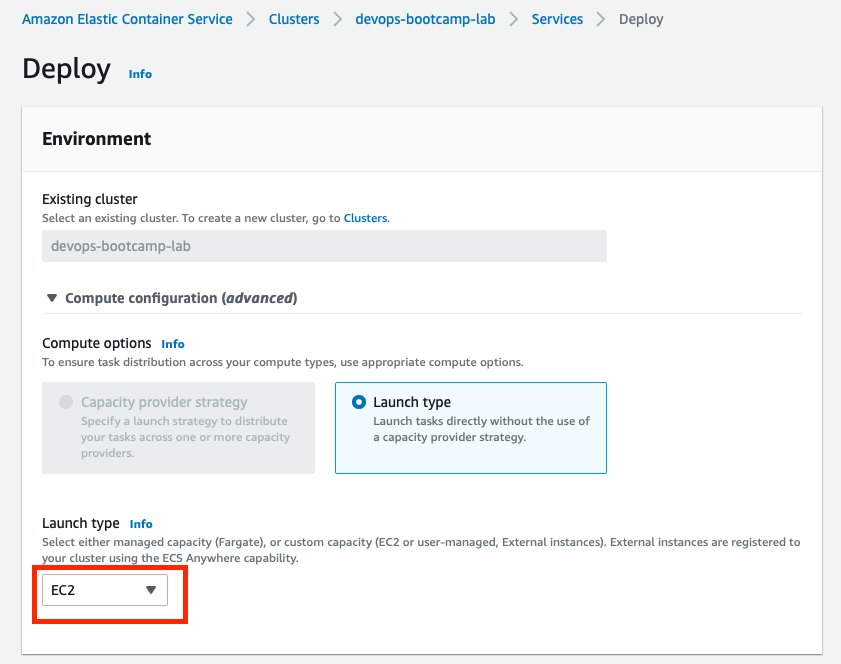 Amazon Elastic Container Service > Clusters > devops-bootcamp-lab > Services > Deploy
Deploy Info
Environment
Existing cluster
Select an existing cluster. To create a new cluster, go to Clusters.
devops-bootcamp-lab
Compute configuration (advanced)
Compute options Info
To ensure task distribution across your compute types, use appropriate compute options.
Capacity provider strategy
Specify a launch strategy to distribute
your tasks across one or more capacity
providers.
Launch type
Launch tasks directly without the use of
a capacity provider strategy.
Launch type Info
Select either managed capacity (Fargate), or custom capacity (EC2 or user-managed, External instances). External instances are registered to
your cluster using the ECS Anywhere capability.
EC2